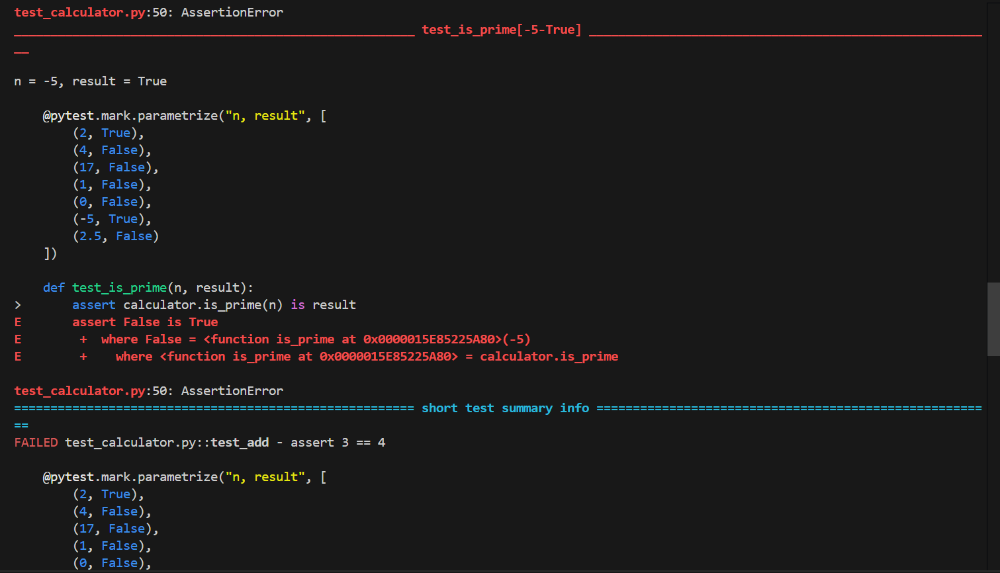 test_calculator.py:50: AssertionError
_______________________________________________________ test_is_prime[-5-True] ______________________________________________________
__
n = -5, result = True
    @pytest.mark.parametrize("n, result", [
        (2, True),
        (4, False),
        (17, False),
        (1, False),
        (0, False),
        (-5, True),
        (2.5, False)
    ])
    def test_is_prime(n, result):
>       assert calculator.is_prime(n) is result
E       assert False is True
E        +  where False = <function is_prime at 0x0000015E85225A80>(-5)
E        +    where <function is_prime at 0x0000015E85225A80> = calculator.is_prime
test_calculator.py:50: AssertionError
======================================================= short test summary info =====================================================
==
FAILED test_calculator.py::test_add - assert 3 == 4
    @pytest.mark.parametrize("n, result", [
        (2, True),
        (4, False),
        (17, False),
        (1, False),
        (0, False),